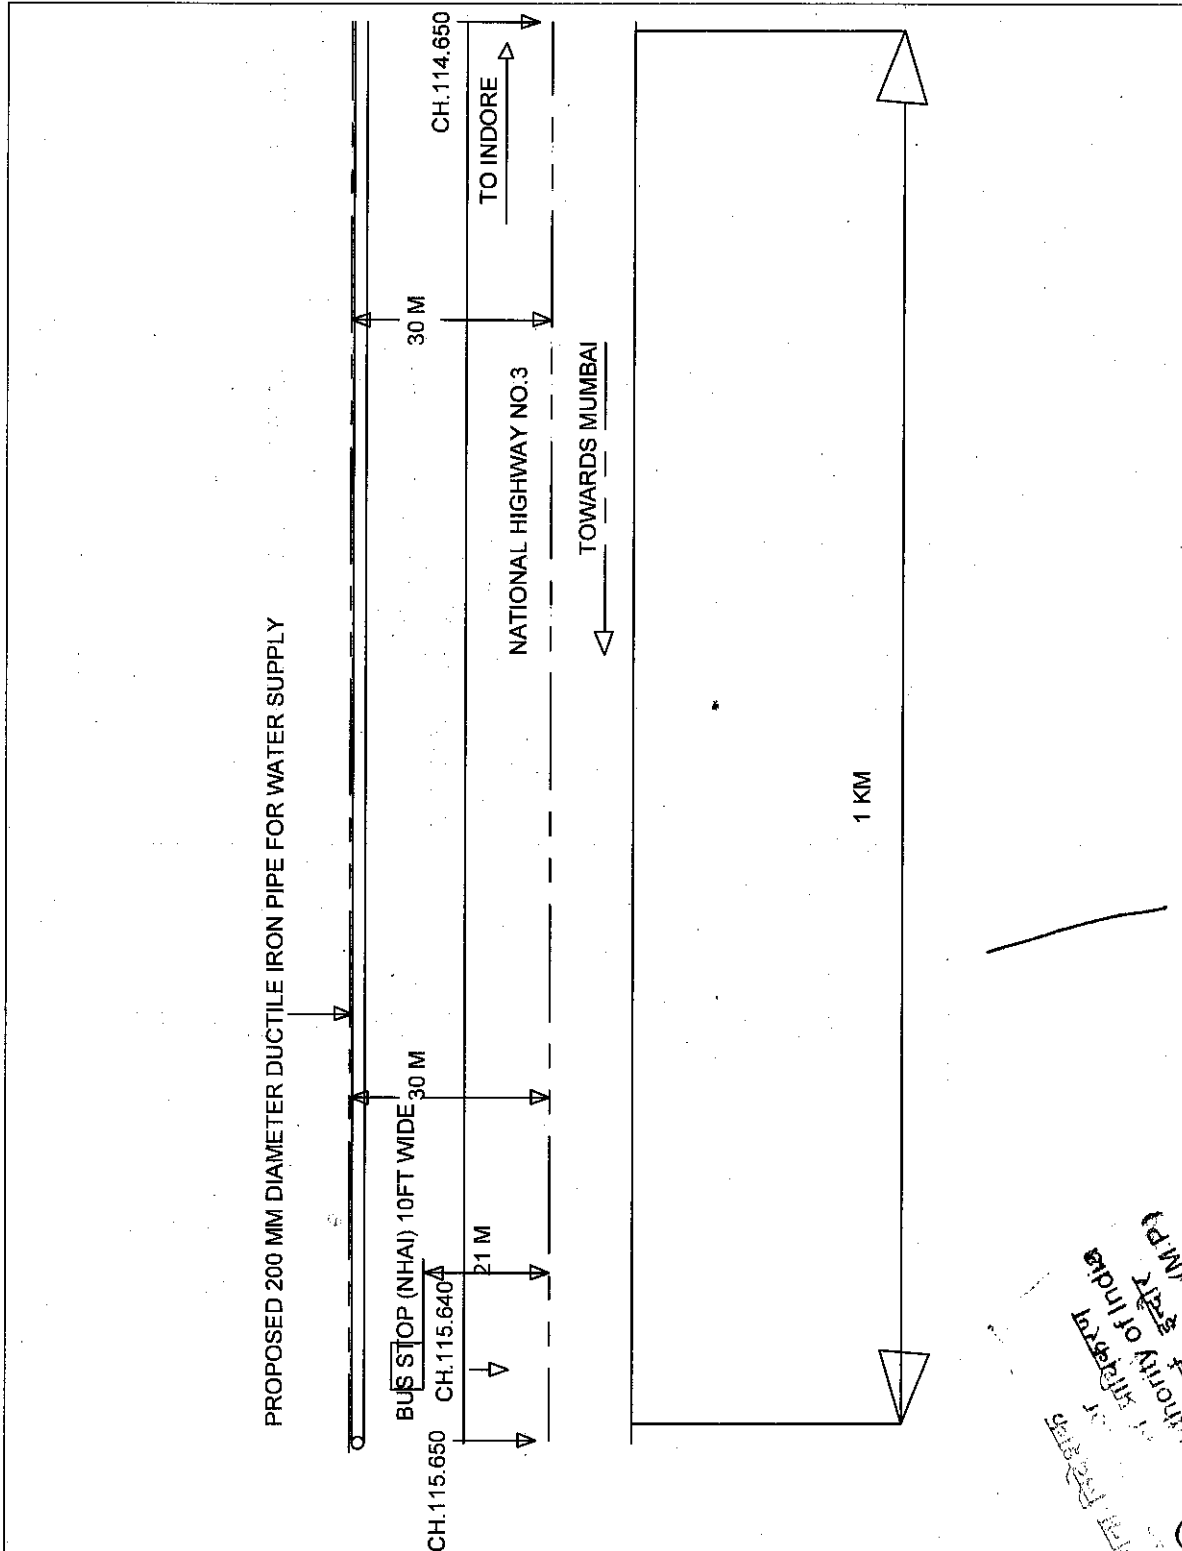 PROPOSED 200 MM DIAMETER DUCTILE IRON PIPE FOR WATER SUPPLY
BUS STOP (NHAI) 10FT WIDE
30 M
30 M
CH.115.650
CH.115.640
21 M
CH.114.650
TO INDORE
NATIONAL HIGHWAY NO.3
TOWARDS MUMBAI
1 KM
प्राधिकरण
of India
इन्दौर
(M.P)